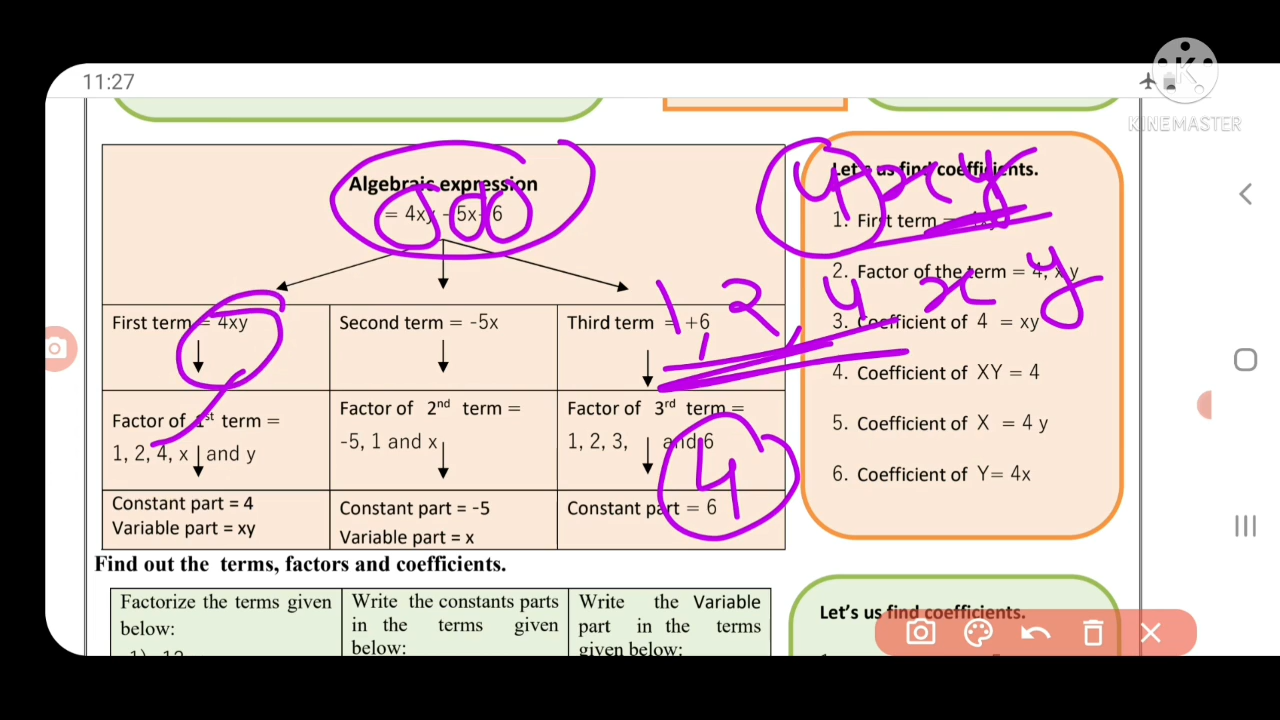 11:27
KINEMASTER
Algebraic expression
= 4xy - 5x+6
First term = 4xy
Second term = -5x
Third term = +6
Factor of 1st term =
1, 2, 4, x and y
Factor of 2nd term =
-5, 1 and x
Factor of 3rd term =
1, 2, 3, and 6
Constant part = 4
Variable part = xy
Constant part = -5
Variable part = x
Constant part = 6
4xy
1, 2, 4 x y
4
Let's us find coefficients.
1. First term = 4xy
2. Factor of the term = 4, x y
3. Coefficient of 4 = xy
4. Coefficient of XY = 4
5. Coefficient of X = 4 y
6. Coefficient of Y= 4x
Find out the terms, factors and coefficients.
Factorize the terms given
below:
Write the constants parts
in the terms given
below:
Write the Variable
part in the terms
given below:
Let's us find coefficients.